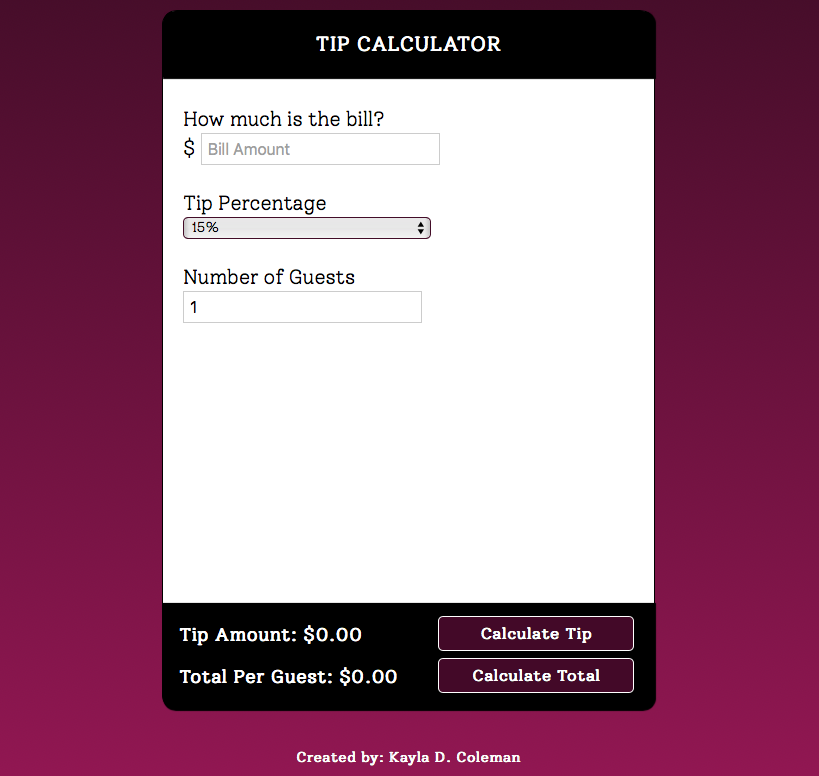 TIP CALCULATOR
How much is the bill?
$ Bill Amount
Tip Percentage
15%
Number of Guests
1
Tip Amount: $0.00 Calculate Tip
Total Per Guest: $0.00 Calculate Total
Created by: Kayla D. Coleman